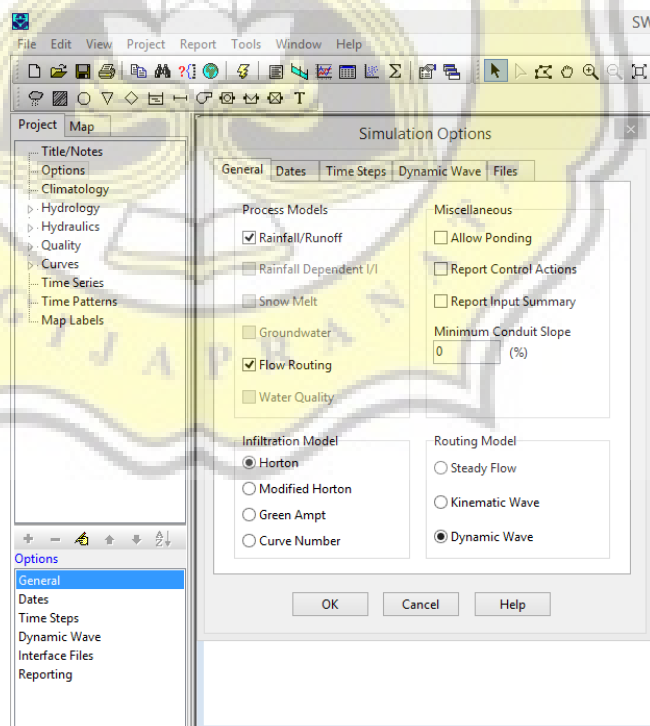 SW
File Edit View Project Report Tools Window Help
T
Project Map
Title/Notes
Options
Climatology
Hydrology
Hydraulics
Quality
Curves
Time Series
Time Patterns
Map Labels
Options
General
Dates
Time Steps
Dynamic Wave
Interface Files
Reporting
Simulation Options
General Dates Time Steps Dynamic Wave Files
Process Models
Rainfall/Runoff
Rainfall Dependent I/I
Snow Melt
Groundwater
Flow Routing
Water Quality
Miscellaneous
Allow Ponding
Report Control Actions
Report Input Summary
Minimum Conduit Slope
0 (%)
Infiltration Model
Horton
Modified Horton
Green Ampt
Curve Number
Routing Model
Steady Flow
Kinematic Wave
Dynamic Wave
OK Cancel Help
GIJAPRANA